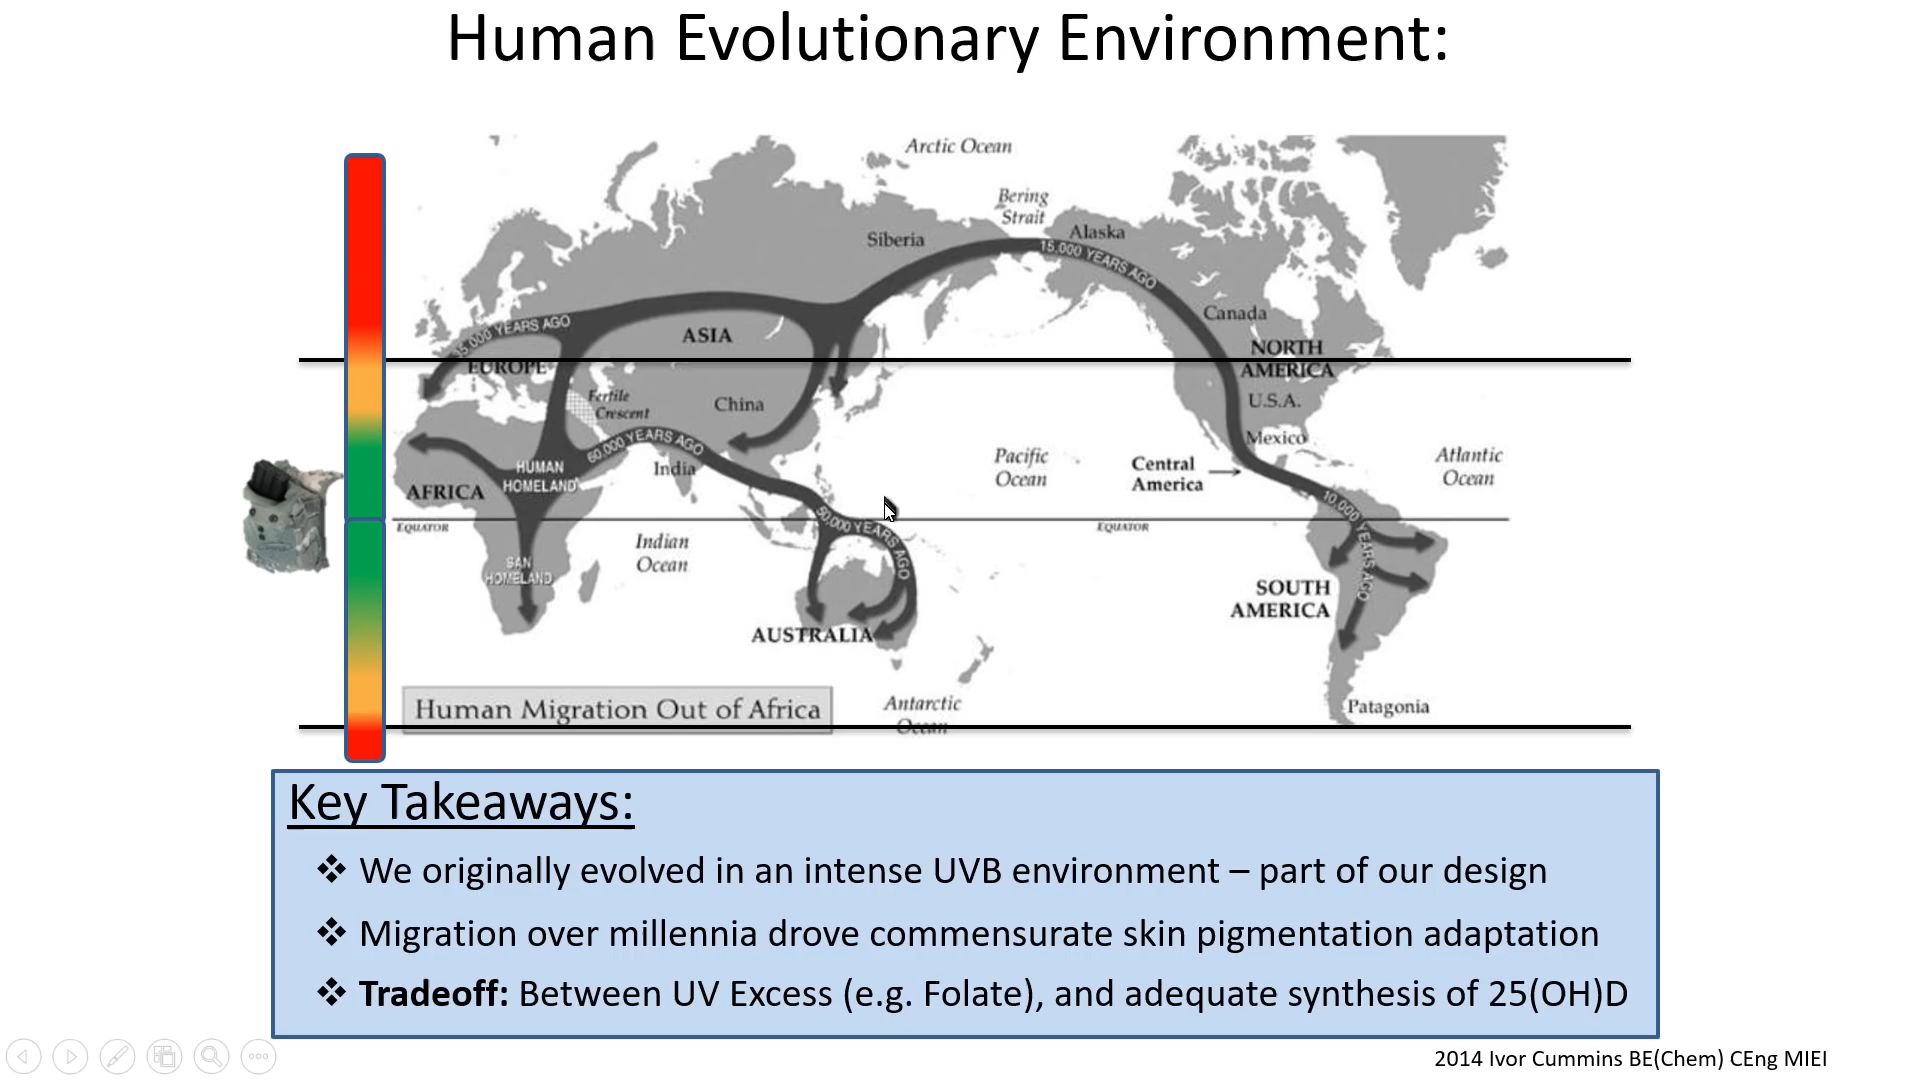 Human Evolutionary Environment:
Arctic Ocean
Bering
Strait
Siberia
Alaska
15,000 YEARS AGO
Canada
35,000 YEARS AGO
ASIA
EUROPE
NORTH
AMERICA
Fertile
Crescent
China
U.S.A.
60,000 YEARS AGO
Mexico
HUMAN
HOMELAND
India
Pacific
Ocean
Central
America
Atlantic
Ocean
AFRICA
10,000 YEARS AGO
50,000 YEARS AGO
EQUATOR
EQUATOR
Indian
Ocean
SAN
HOMELAND
SOUTH
AMERICA
AUSTRALIA
Human Migration Out of Africa
Antarctic
Ocean
Patagonia
Key Takeaways:
❖ We originally evolved in an intense UVB environment – part of our design
❖ Migration over millennia drove commensurate skin pigmentation adaptation
❖ Tradeoff: Between UV Excess (e.g. Folate), and adequate synthesis of 25(OH)D
2014 Ivor Cummins BE(Chem) CEng MIEI